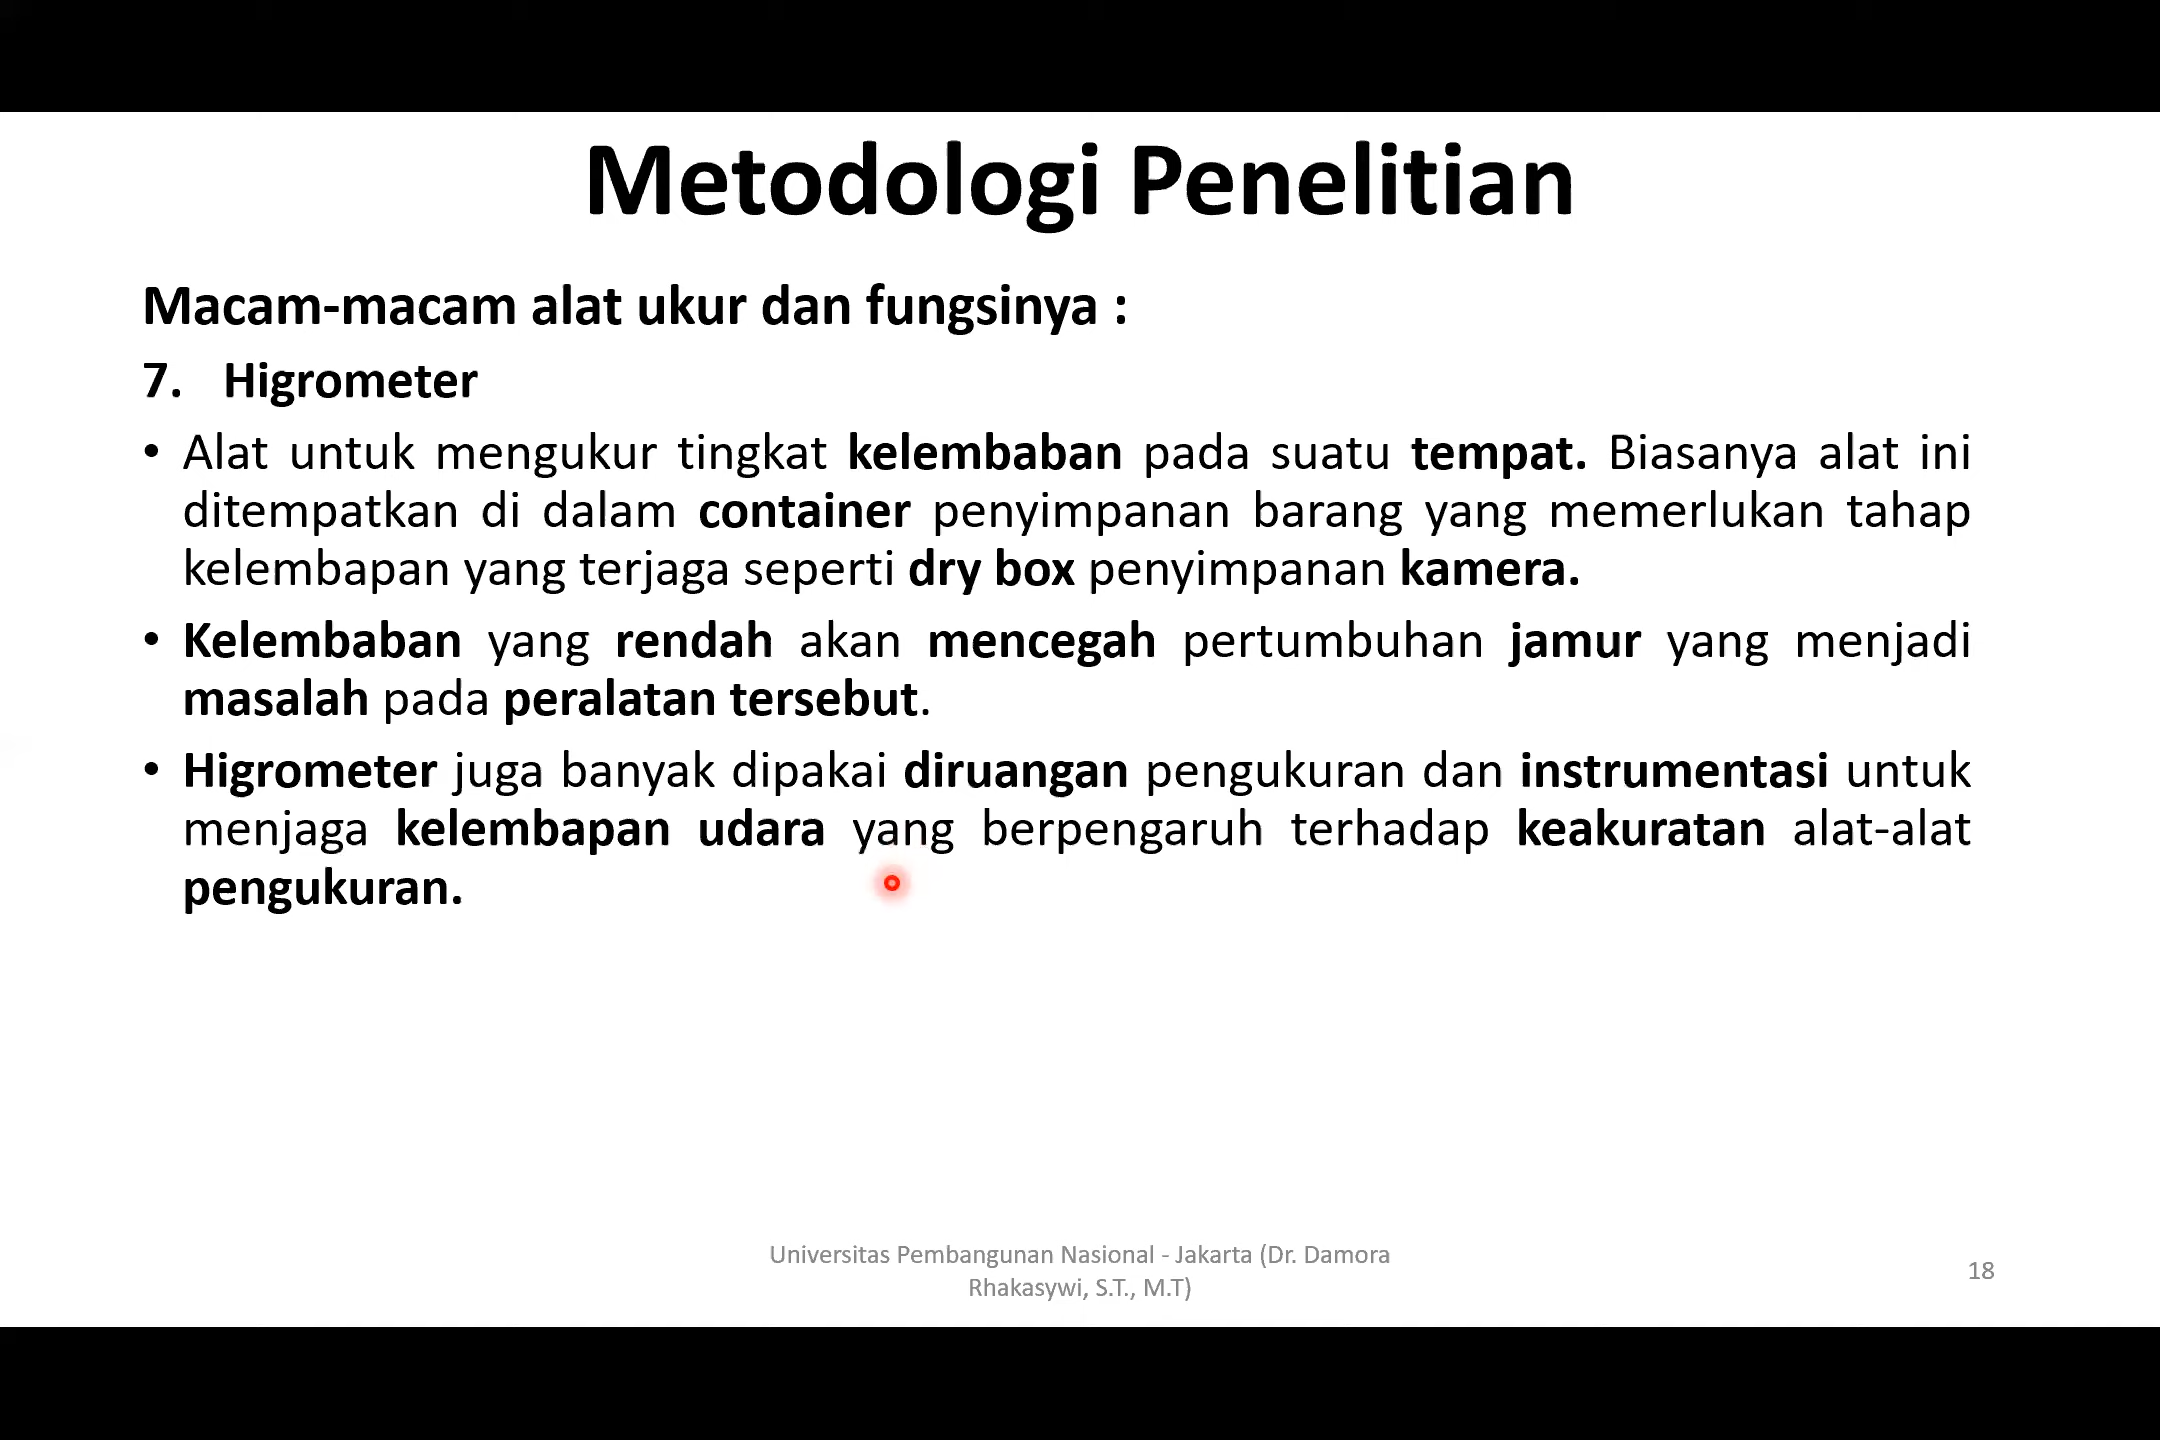 Metodologi Penelitian
Macam-macam alat ukur dan fungsinya :
7. Higrometer
• Alat untuk mengukur tingkat kelembaban pada suatu tempat. Biasanya alat ini
ditempatkan di dalam container penyimpanan barang yang memerlukan tahap
kelembapan yang terjaga seperti dry box penyimpanan kamera.
• Kelembaban yang rendah akan mencegah pertumbuhan jamur yang menjadi
masalah pada peralatan tersebut.
• Higrometer juga banyak dipakai diruangan pengukuran dan instrumentasi untuk
menjaga kelembapan udara yang berpengaruh terhadap keakuratan alat-alat
pengukuran.
Universitas Pembangunan Nasional - Jakarta (Dr. Damora
Rhakasywi, S.T., M.T)
18